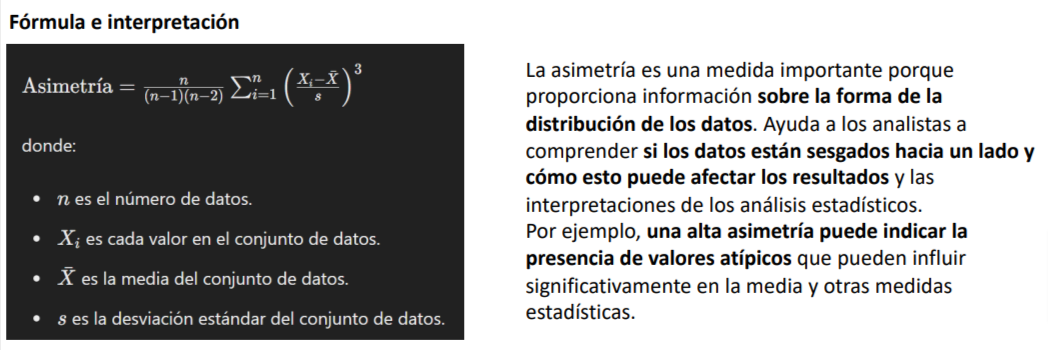 Fórmula e interpretación
Asimetría = \frac{n}{(n-1)(n-2)} \sum_{i=1}^{n} \left( \frac{X_i - \bar{X}}{s} \right)^3
donde:
• n es el número de datos.
• X_i es cada valor en el conjunto de datos.
• \bar{X} es la media del conjunto de datos.
• s es la desviación estándar del conjunto de datos.
La asimetría es una medida importante porque
proporciona información sobre la forma de la
distribución de los datos. Ayuda a los analistas a
comprender si los datos están sesgados hacia un lado y
cómo esto puede afectar los resultados y las
interpretaciones de los análisis estadísticos.
Por ejemplo, una alta asimetría puede indicar la
presencia de valores atípicos que pueden influir
significativamente en la media y otras medidas
estadísticas.